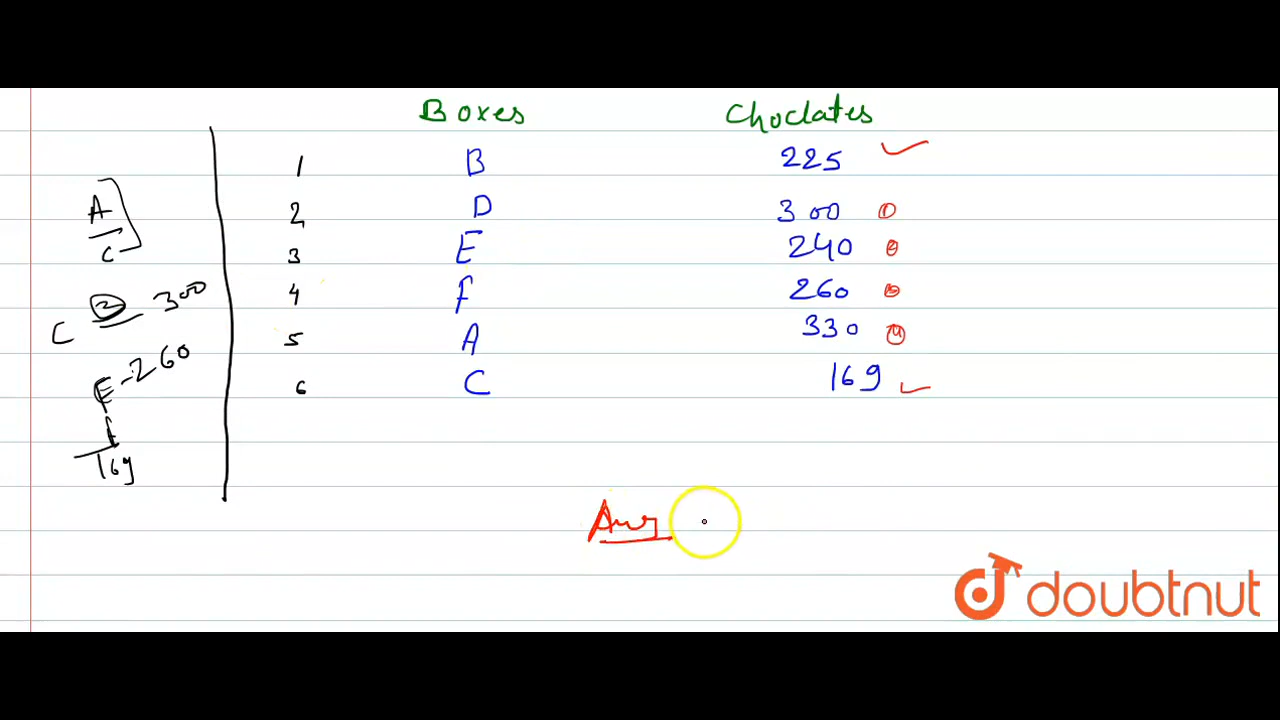 Boxes Choclates
1 B 225
2 D 300
3 E 240
4 F 260
5 A 330
6 C 169
A
C
C 2 300
E-260
169
Ans
doubtnut